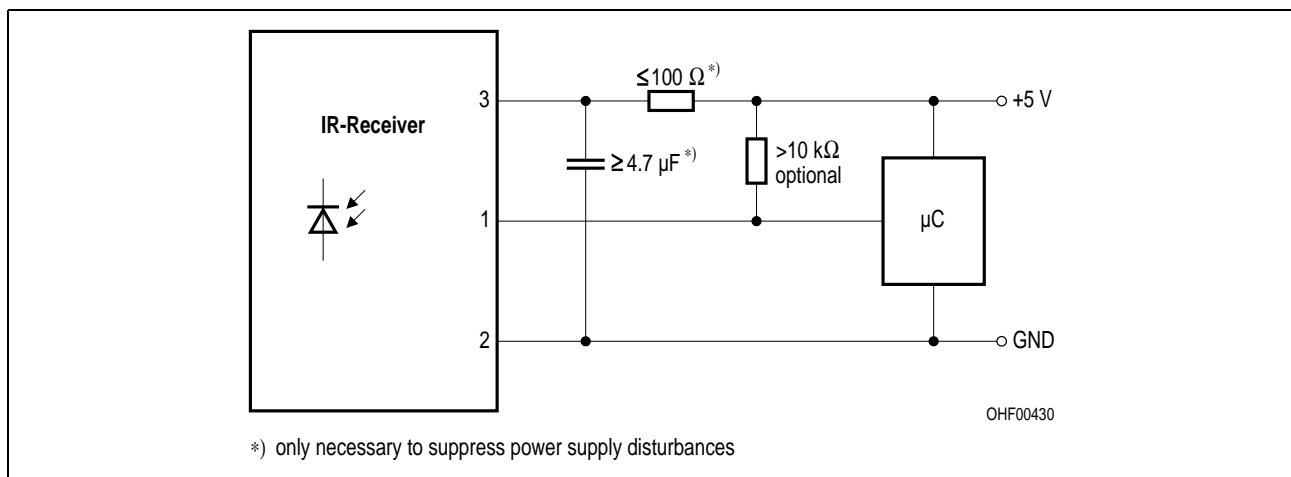 ≤100 Ω *)
3
+5 V
IR-Receiver
≥4.7 µF *)
>10 kΩ
optional
1
µC
2
GND
OHF00430
*) only necessary to suppress power supply disturbances